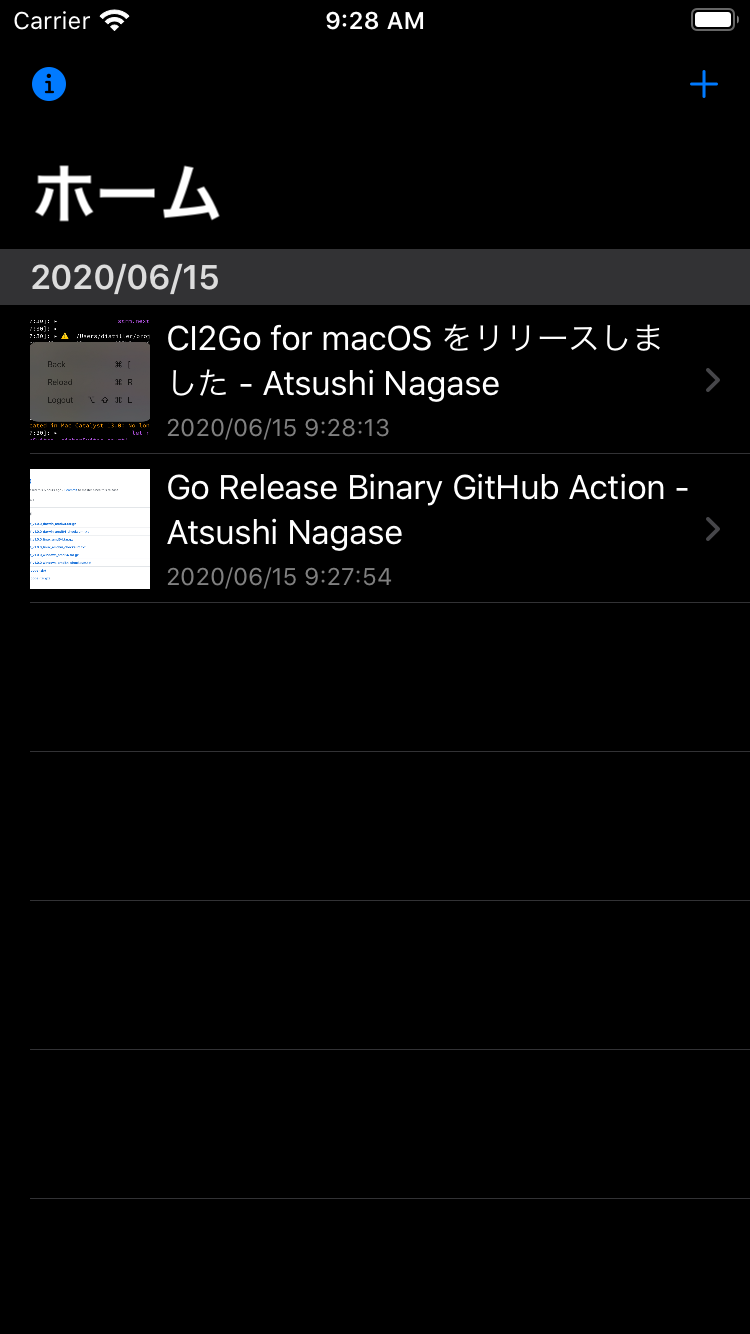 Carrier 9:28 AM
ホーム
2020/06/15
CI2Go for macOS をリリースしま
した - Atsushi Nagase
2020/06/15 9:28:13
Back ⌘ [
Reload ⌘ R
Logout ⌥ ⇧ ⌘ L
Go Release Binary GitHub Action -
Atsushi Nagase
2020/06/15 9:27:54